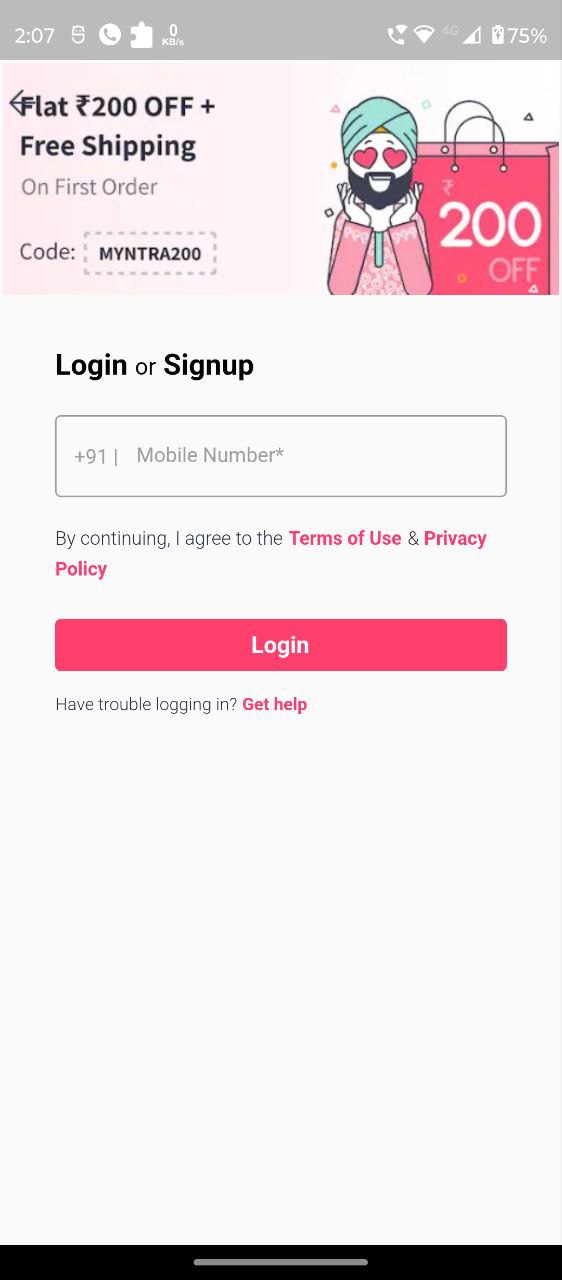 2:07 0 KB/s 4G 75%
Flat ₹200 OFF +
Free Shipping
On First Order
Code: MYNTRA200
₹
200
OFF
Login or Signup
+91 | Mobile Number*
By continuing, I agree to the Terms of Use & Privacy
Policy
Login
Have trouble logging in? Get help